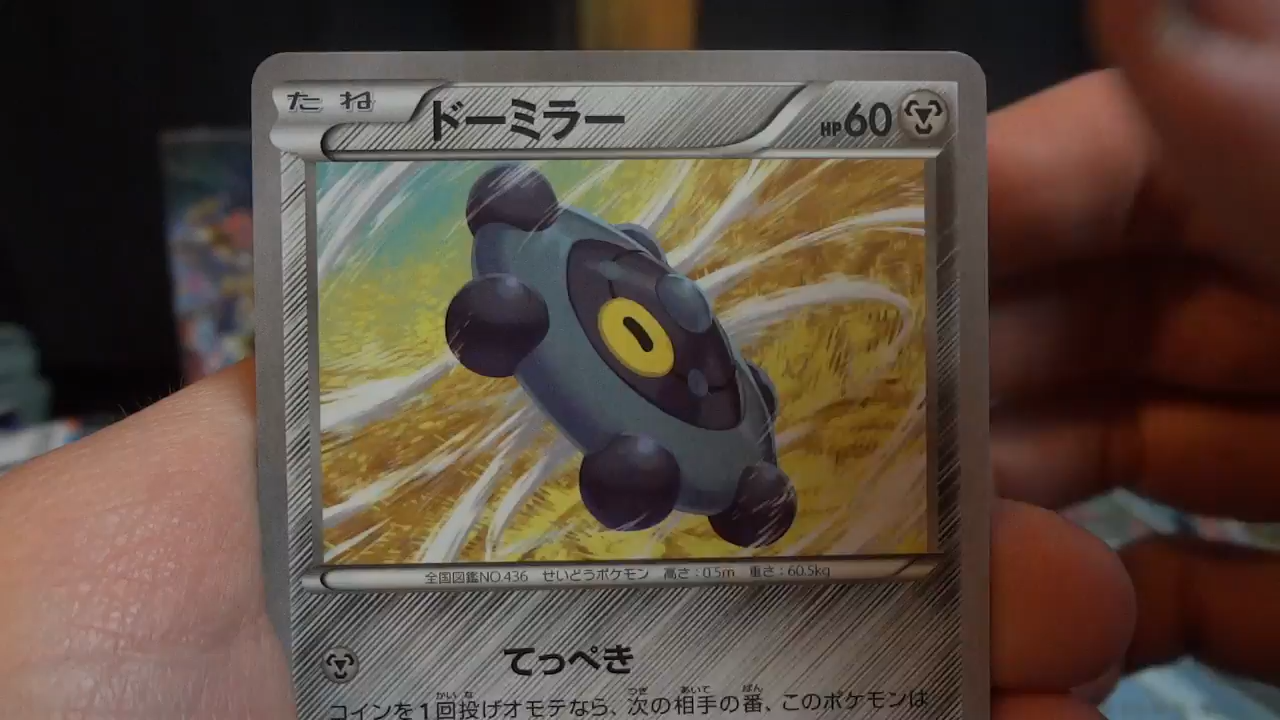 たね ドーミラー HP60
全国図鑑NO.436 せいどうポケモン 高さ:0.5m 重さ:60.5kg
てっぺき
コインを1回投げオモテなら、次の相手の番、このポケモンは